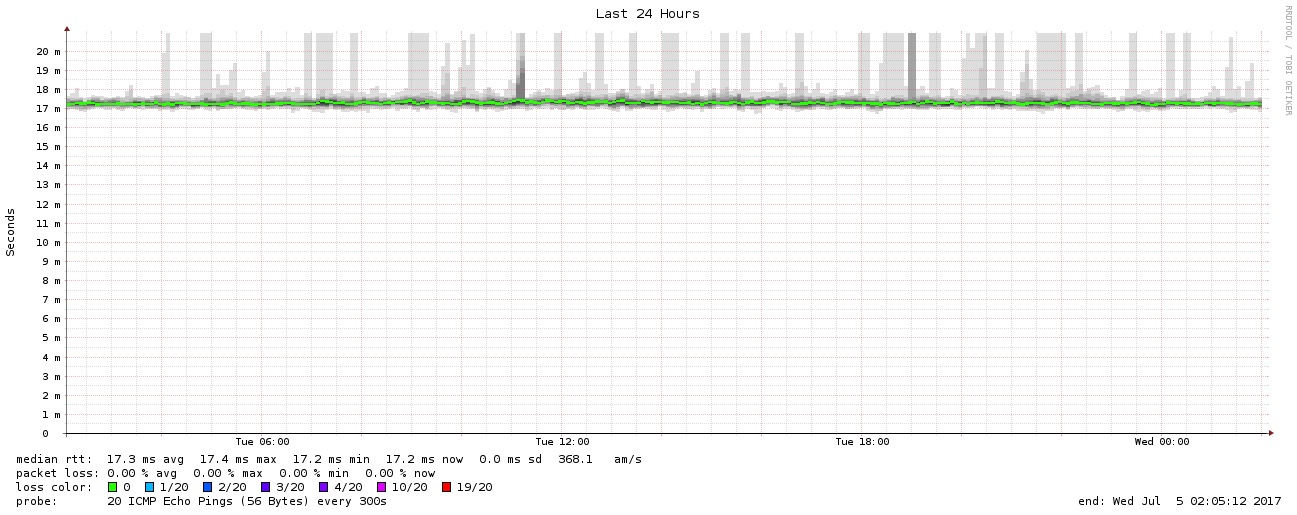 Last 24 Hours
RRDTOOL / TOBI OETIKER
Seconds
20 m
19 m
18 m
17 m
16 m
15 m
14 m
13 m
12 m
11 m
10 m
9 m
8 m
7 m
6 m
5 m
4 m
3 m
2 m
1 m
0
Tue 06:00 Tue 12:00 Tue 18:00 Wed 00:00
median rtt: 17.3 ms avg 17.4 ms max 17.2 ms min 17.2 ms now 0.0 ms sd 368.1 am/s
packet loss: 0.00 % avg 0.00 % max 0.00 % min 0.00 % now
loss color: 0 1/20 2/20 3/20 4/20 10/20 19/20
probe: 20 ICMP Echo Pings (56 Bytes) every 300s end: Wed Jul 5 02:05:12 2017